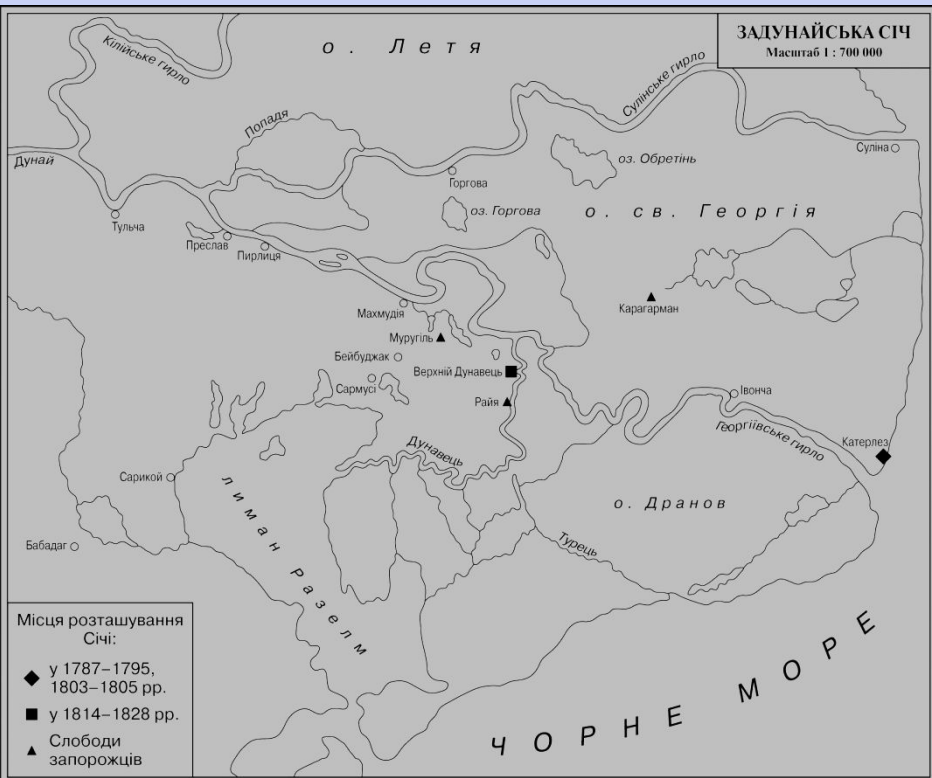 ЗАДУНАЙСЬКА СІЧ
Масштаб 1 : 700 000
о. Летя
Кілійське гирло
Сулінське гирло
Попадя
Дунай
Суліна
оз. Обретінь
Горгова
оз. Горгова
о. св. Георгія
Тульча
Преслав
Пирлиця
Махмудія
Карагарман
Муругіль
Бейбуджак
Верхній Дунавець
Сармусі
Райя
Івонча
Георгіївське гирло
Катерлез
Дунавець
Сарикой
лиман Разелм
о. Дранов
Турець
Бабадаг
ЧОРНЕ МОРЕ
Місця розташування
Січі:
у 1787–1795,
1803–1805 рр.
у 1814–1828 рр.
Слободи
запорожців